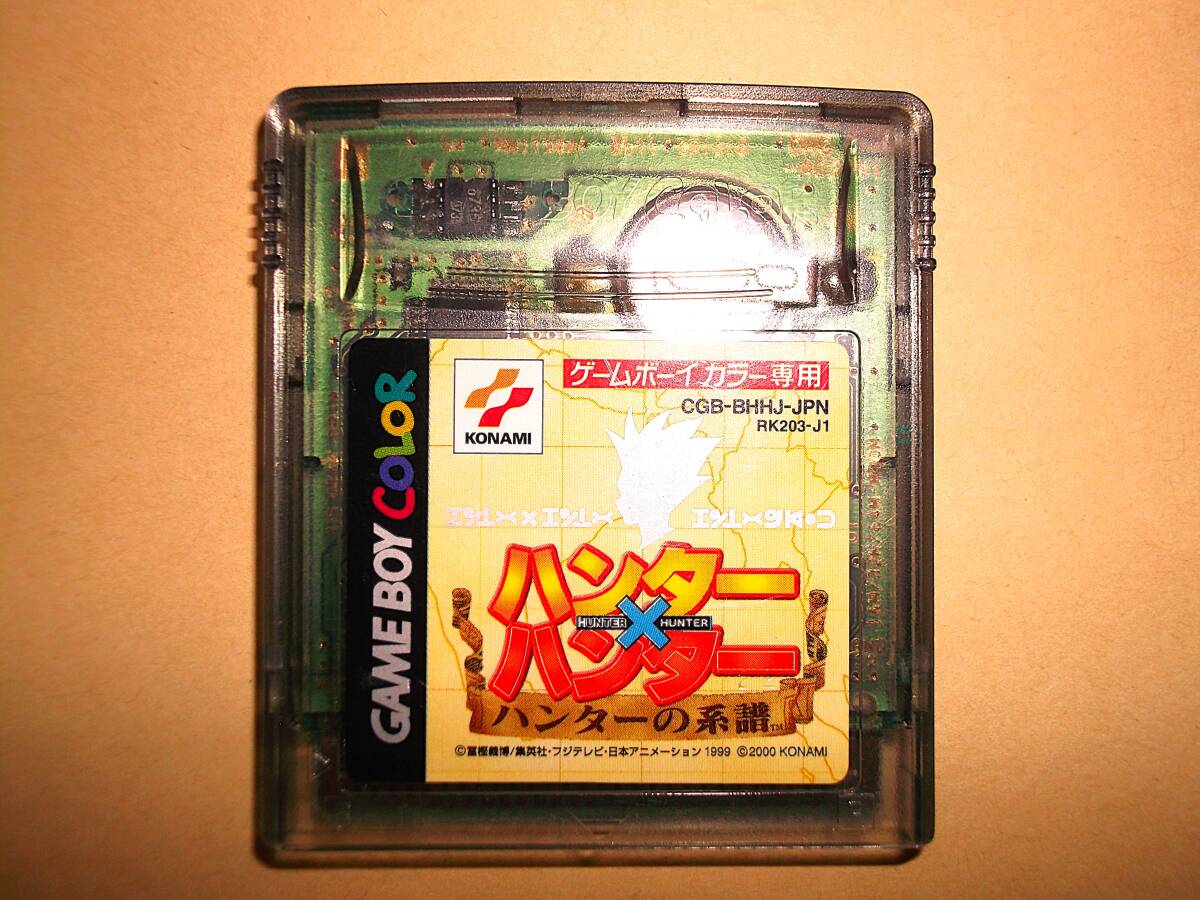 GAME BOY COLOR
KONAMI
ゲームボーイカラー専用
CGB-BHHJ-JPN
RK203-J1
ハンター
HUNTER × HUNTER
ハンター
ハンターの系譜™
©冨樫義博/集英社・フジテレビ・日本アニメーション 1999 ©2000 KONAMI